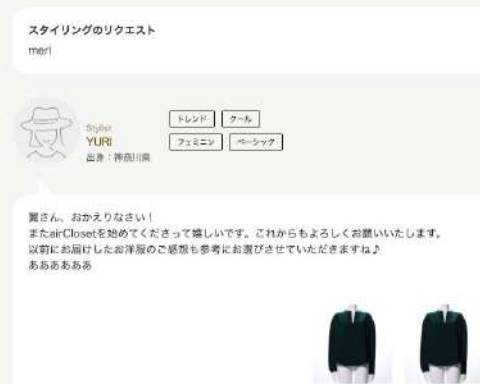 スタイリングのリクエスト
meri
Stylist
YURI
出身：神奈川県
トレンド
クール
フェミニン
ベーシック
翼さん、おかえりなさい！
またairClosetを始めてくださって嬉しいです。これからもよろしくお願いいたします。
以前にお届けしたお洋服のご感想も参考にお選びさせていただきますね♪
ああああああ